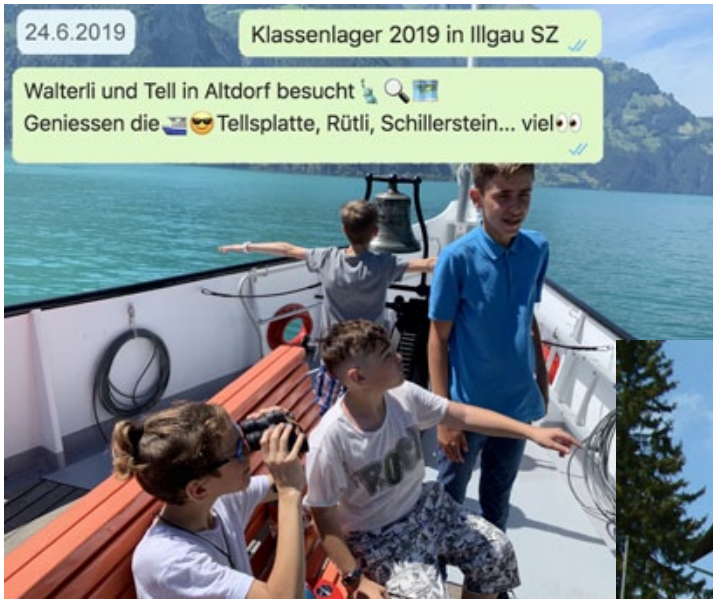 24.6.2019
Klassenlager 2019 in Illgau SZ
Walterli und Tell in Altdorf besucht🗽🔍🗺️
Geniessen die🛥️😎Tellsplatte, Rütli, Schillerstein... viel👀
ROCK